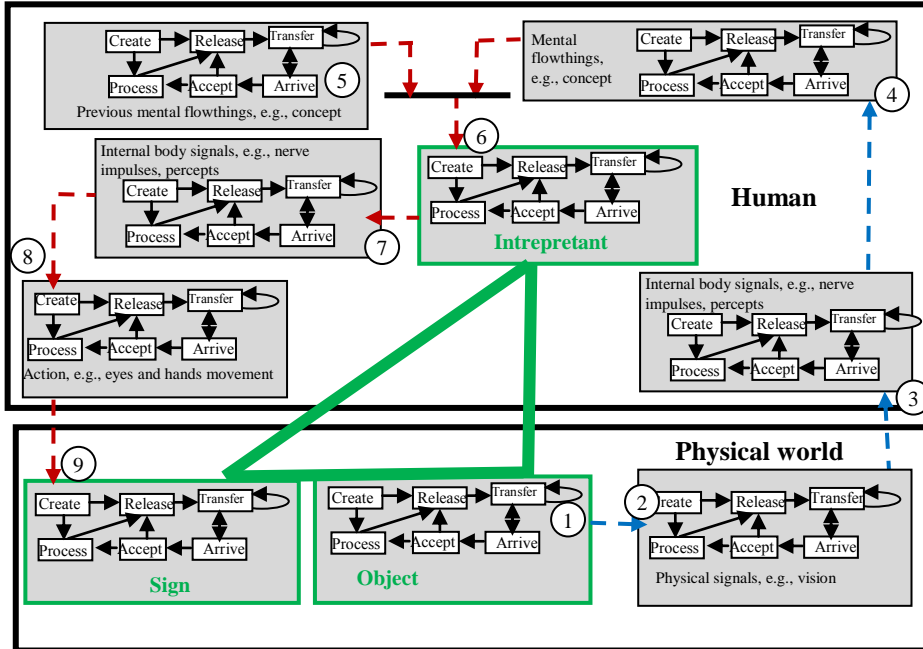 Create Release Transfer
Process Accept Arrive
5
Previous mental flowthings, e.g., concept
Mental
flowthings,
e.g., concept
Create Release Transfer
Process Accept Arrive
4
6
Internal body signals, e.g., nerve
impulses, percepts
Create Release Transfer
Process Accept Arrive
7
Create Release Transfer
Process Accept Arrive
Intrepretant
Human
8
Create Release Transfer
Process Accept Arrive
Action, e.g., eyes and hands movement
Internal body signals, e.g., nerve
impulses, percepts
Create Release Transfer
Process Accept Arrive
3
Physical world
9
Create Release Transfer
Process Accept Arrive
Sign
Create Release Transfer
Process Accept Arrive
1
Object
2
Create Release Transfer
Process Accept Arrive
Physical signals, e.g., vision